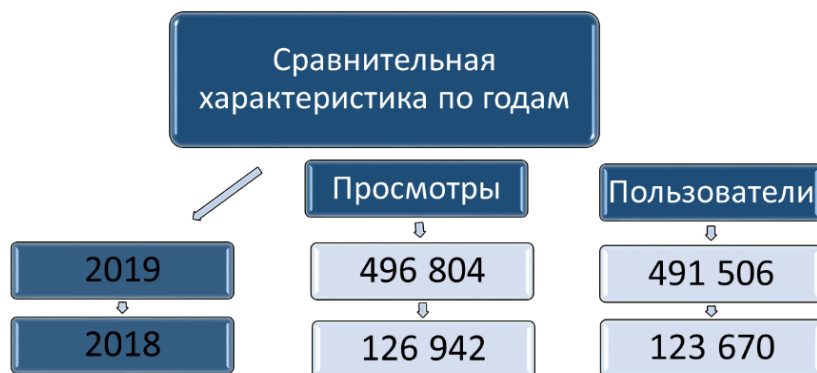 Сравнительная
характеристика по годам
Просмотры
Пользователи
2019
496 804
491 506
2018
126 942
123 670